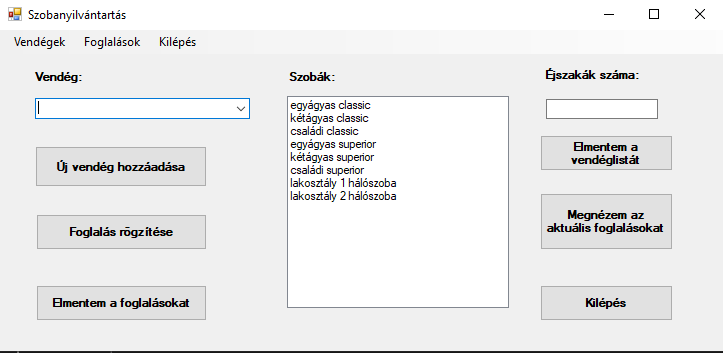 Szobanyilvántartás
Vendégek Foglalások Kilépés
Vendég:
Új vendég hozzáadása
Foglalás rögzítése
Elmentem a foglalásokat
Szobák:
egyágyas classic
kétágyas classic
családi classic
egyágyas superior
kétágyas superior
családi superior
lakosztály 1 hálószoba
lakosztály 2 hálószoba
Éjszakák száma:
Elmentem a
vendéglistát
Megnézem az
aktuális foglalásokat
Kilépés